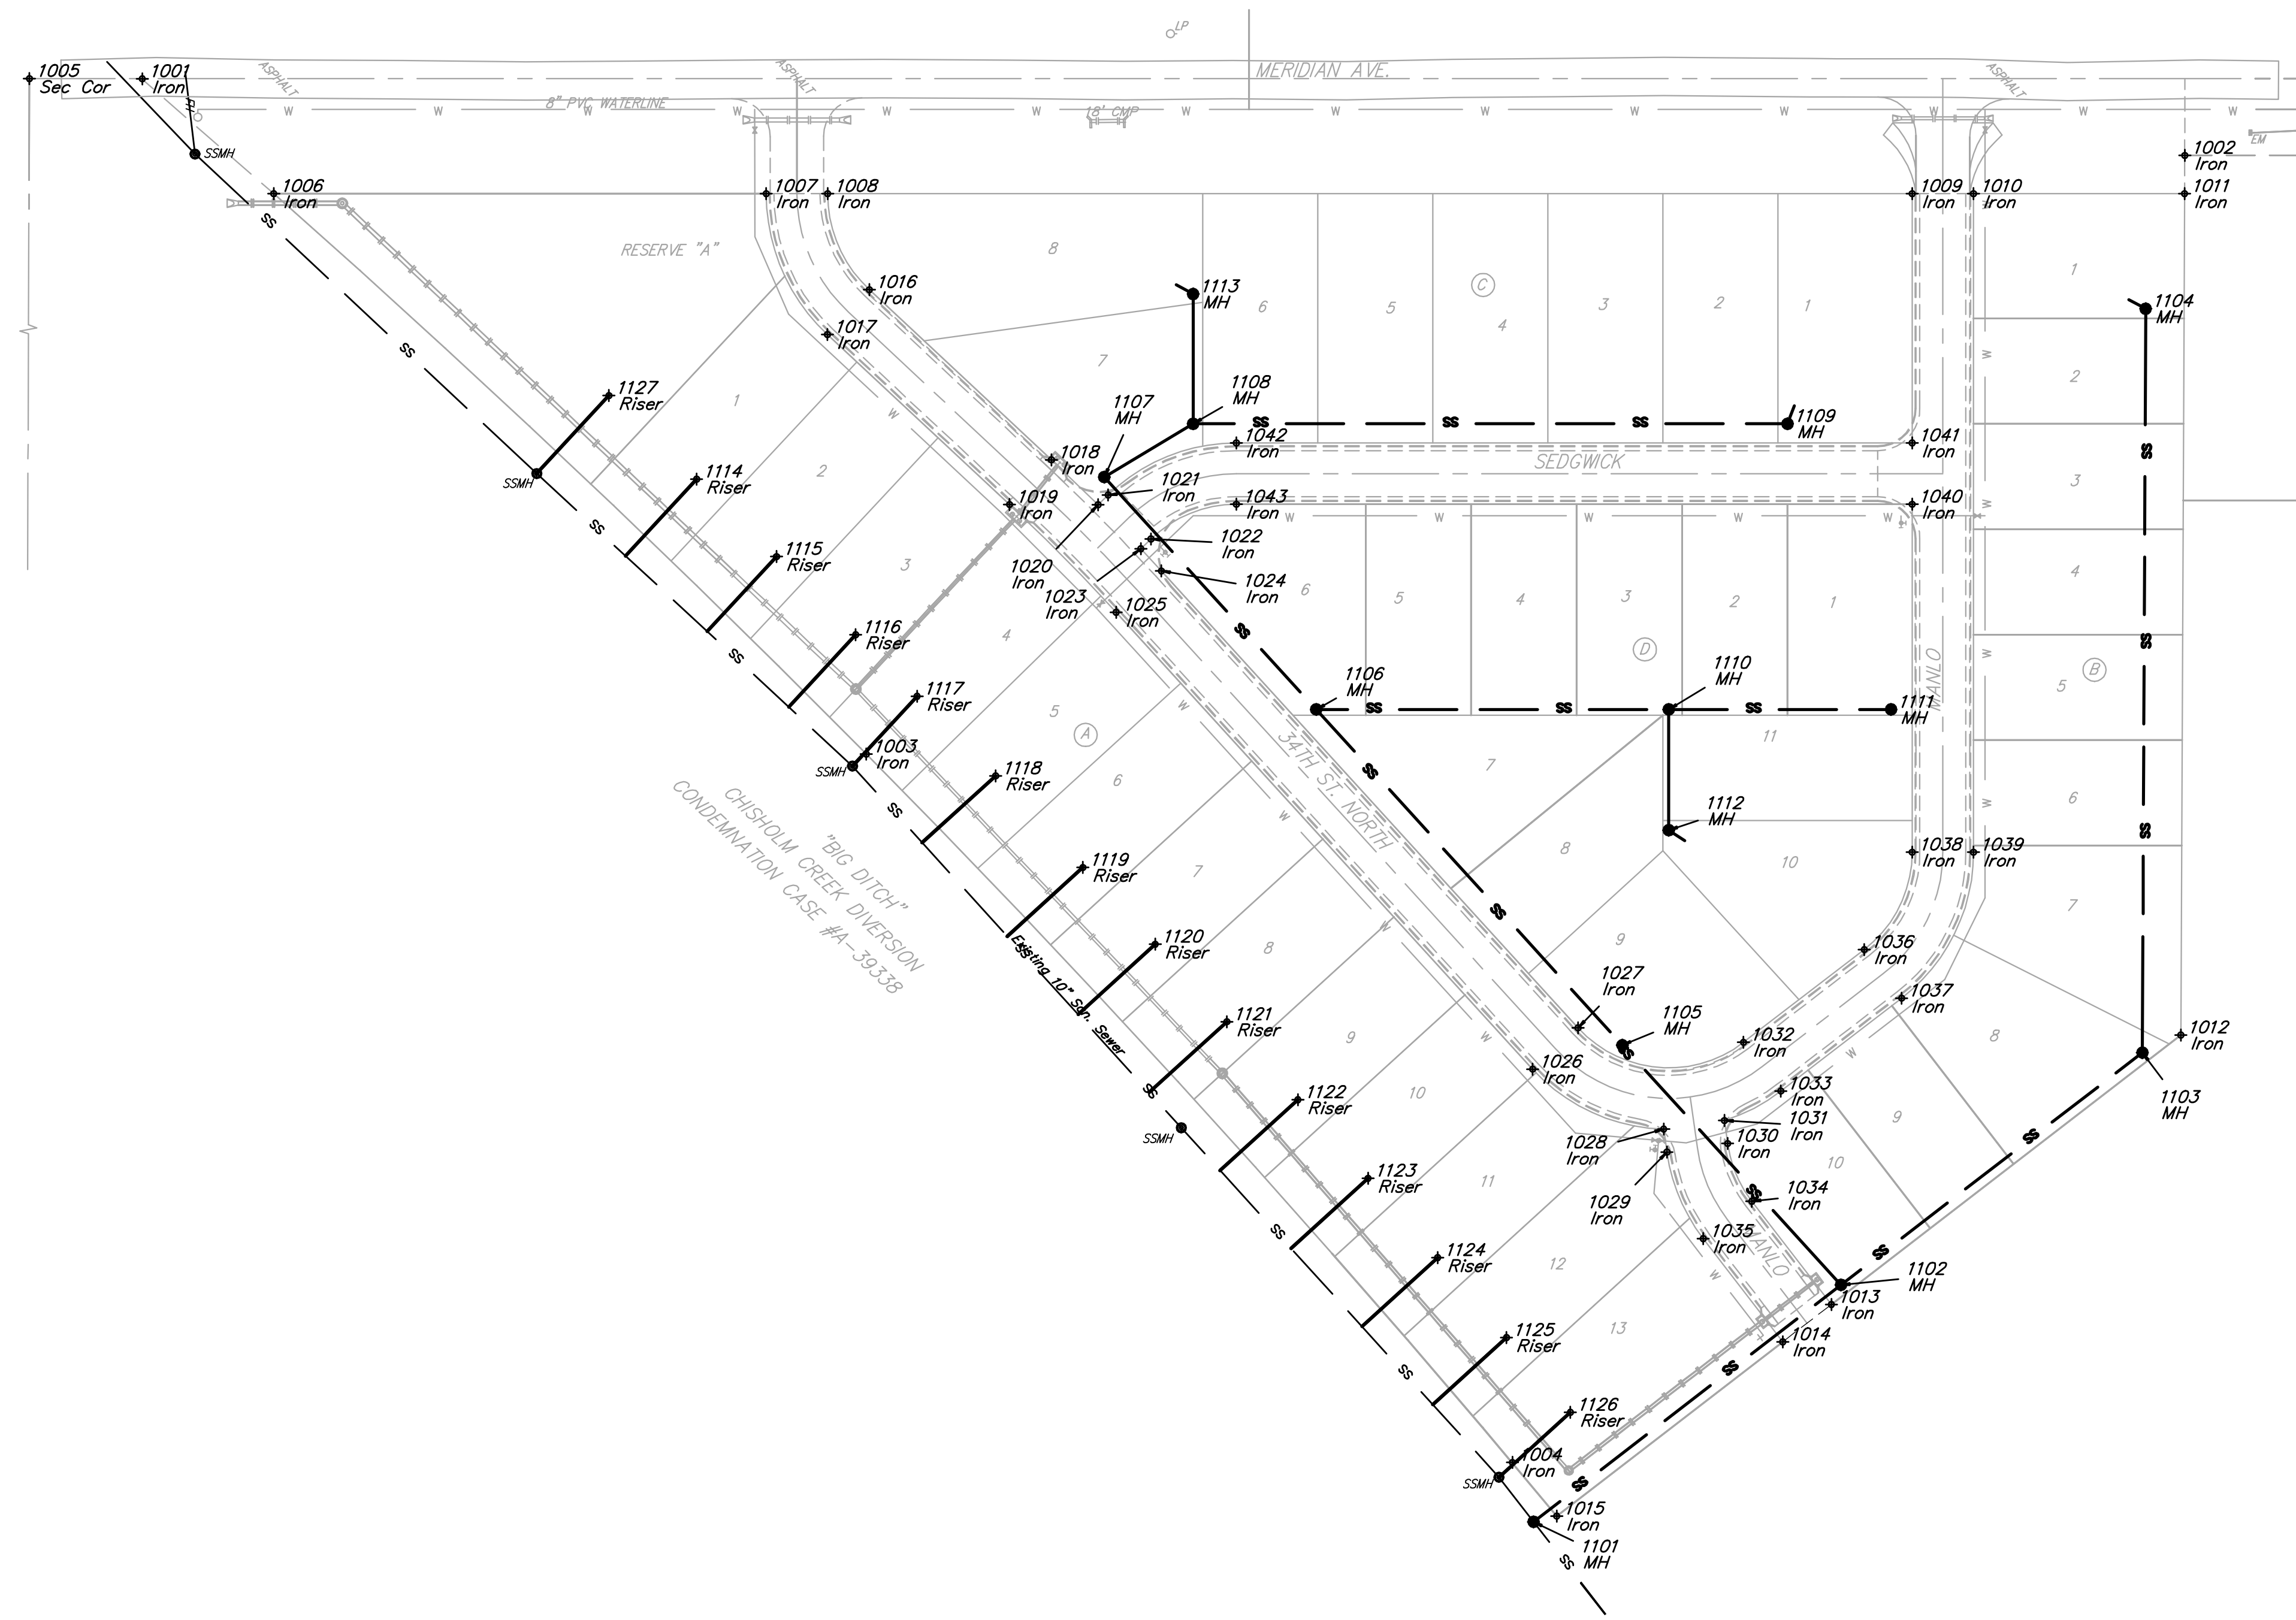 LP
MERIDIAN AVE.
1005
Sec Cor
1001
Iron
ASPHALT
ASPHALT
ASPHALT
8" PVC WATERLINE
W
W
W
W
W
W
W
W
W
W
W
W
W
18' CMP
EM
1002
Iron
SSMH
1006
Iron
1007
Iron
1008
Iron
1009
Iron
1010
Iron
1011
Iron
SS
RESERVE "A"
8
C
6
5
4
3
2
1
1
1016
Iron
1113
MH
1104
MH
1017
Iron
SS
7
2
1127
Riser
1
1107
MH
1108
MH
SS
SS
SS
1109
MH
W
1042
Iron
1041
Iron
SEDGWICK
SS
1018
Iron
2
1114
Riser
SSMH
1021
Iron
3
1019
Iron
1043
Iron
1040
Iron
W
W
W
W
W
SS
1022
Iron
1115
Riser
3
1020
Iron
1023
Iron
1024
Iron
1025
Iron
6
5
4
3
2
1
4
1116
Riser
4
SS
D
SS
SS
MANLO
B
5
1117
Riser
5
A
W
1106
MH
SS
SS
1110
MH
SS
1111
MH
11
34TH ST. NORTH
7
1003
Iron
SSMH
1118
Riser
6
SS
SS
"BIG DITCH"
CHISHOLM CREEK DIVERSION
CONDEMNATION CASE #A-39338
W
1112
MH
6
SS
1038
Iron
1039
Iron
8
10
1119
Riser
7
SS
7
9
1120
Riser
8
W
1036
Iron
SS
Existing 10" San. Sewer
1027
Iron
1037
Iron
1121
Riser
9
1105
MH
SS
1032
Iron
8
1012
Iron
W
W
1026
Iron
SS
1122
Riser
10
1033
Iron
1103
MH
SSMH
1028
Iron
1031
Iron
1030
Iron
9
SS
1123
Riser
11
1029
Iron
SS
1034
Iron
10
SS
1035
Iron
MANLO
SS
1124
Riser
12
W
1102
MH
1013
Iron
1125
Riser
13
1014
Iron
SS
SS
1126
Riser
1004
Iron
SSMH
SS
1015
Iron
1101
MH
SS